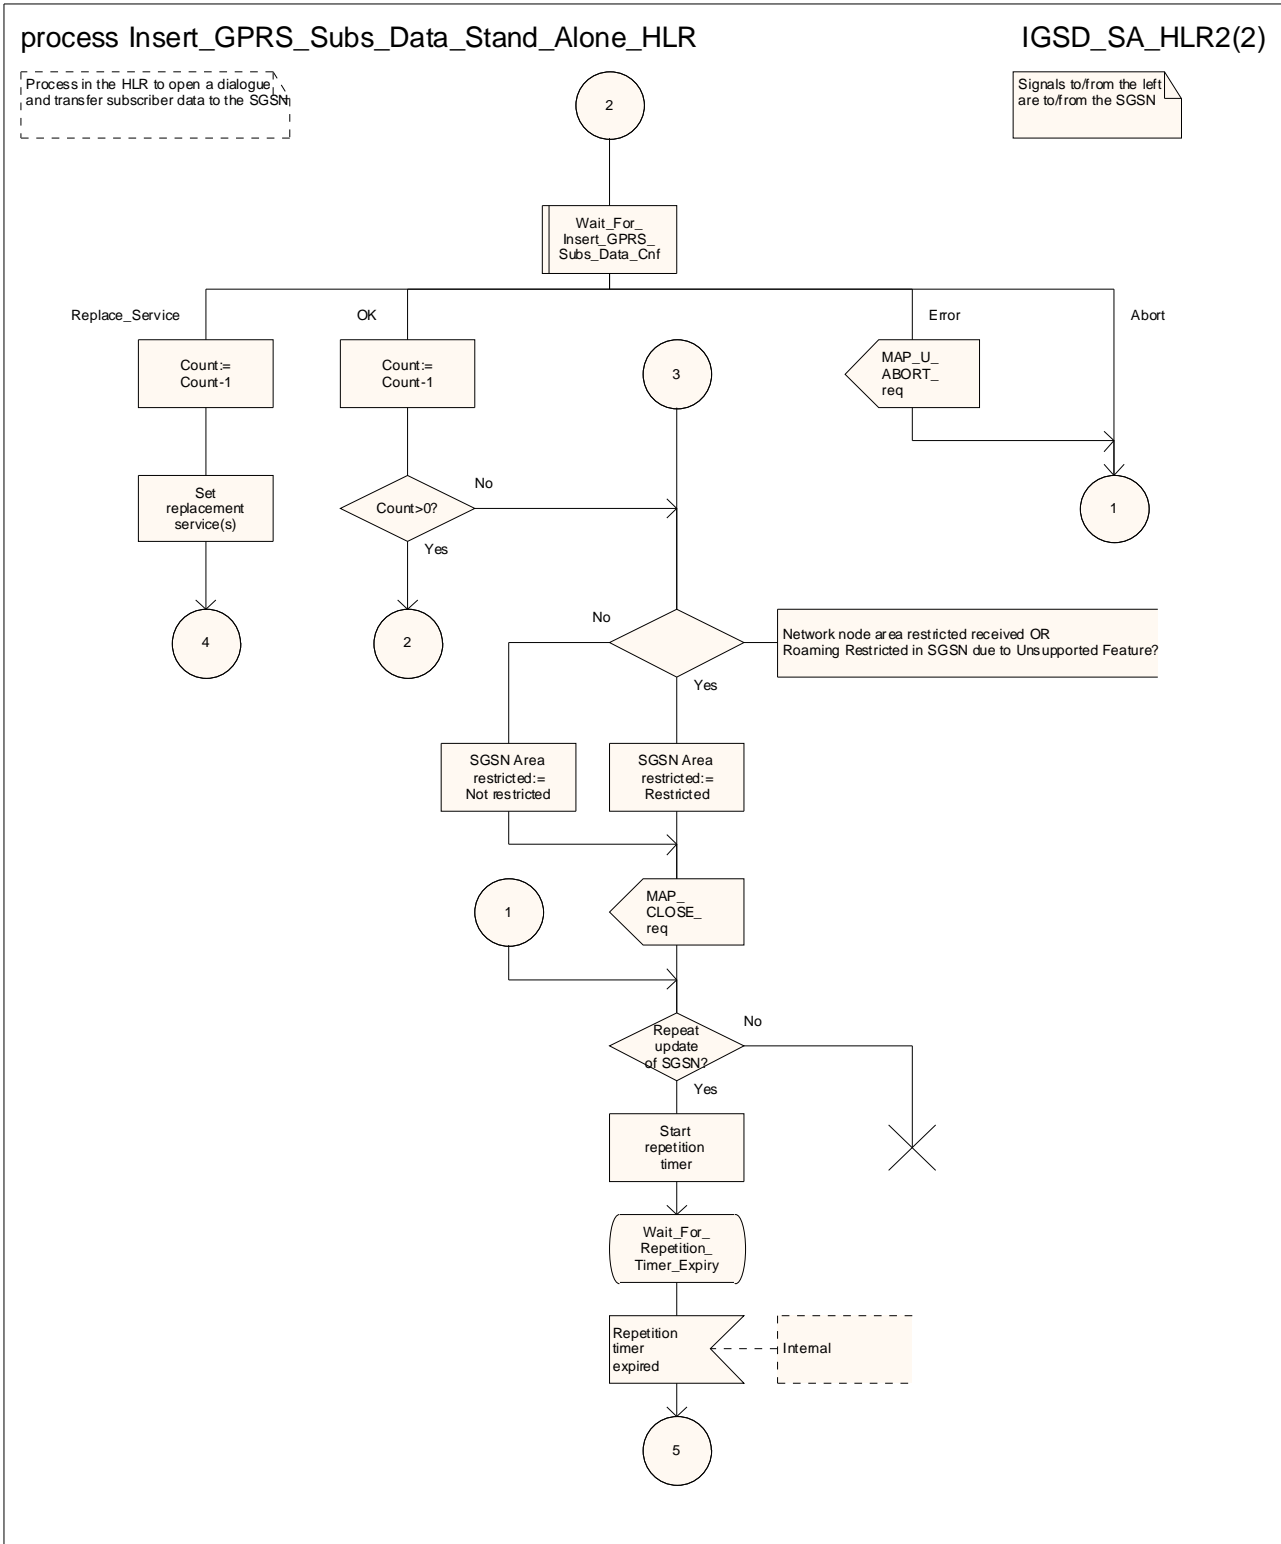 process Insert_GPRS_Subs_Data_Stand_Alone_HLR
IGSD_SA_HLR2(2)
Process in the HLR to open a dialogue
and transfer subscriber data to the SGSN
2
Signals to/from the left
are to/from the SGSN
Wait_For_
Insert_GPRS_
Subs_Data_Cnf
Replace_Service
OK
Error
Abort
Count:=
Count-1
Count:=
Count-1
3
MAP_U_
ABORT_
req
Set
replacement
service(s)
Count>0?
No
Yes
1
4
2
No
Yes
Network node area restricted received OR
Roaming Restricted in SGSN due to Unsupported Feature?
SGSN Area
restricted:=
Not restricted
SGSN Area
restricted:=
Restricted
1
MAP_
CLOSE_
req
Repeat
update
of SGSN?
No
Yes
Start
repetition
timer
Wait_For_
Repetition_
Timer_Expiry
Repetition
timer
expired
Internal
5